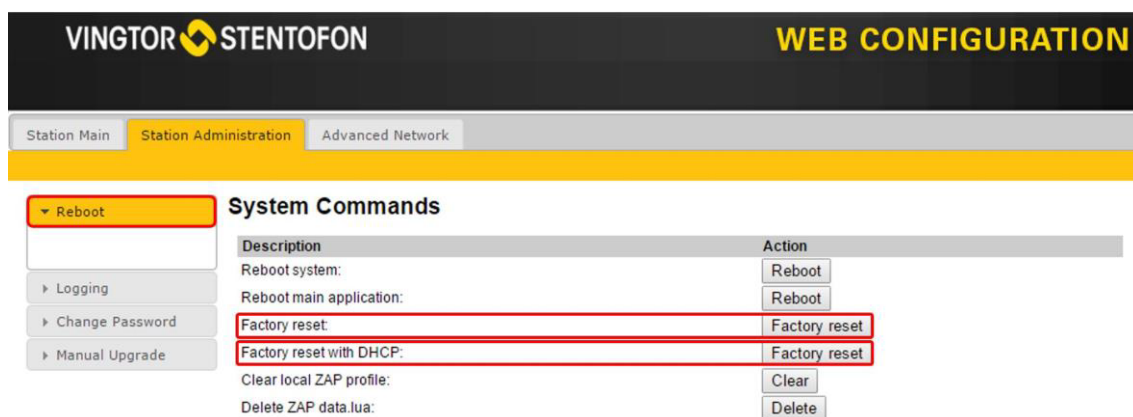 VINGTOR STENTOFON WEB CONFIGURATION
Station Main Station Administration Advanced Network
Reboot
Logging
Change Password
Manual Upgrade
System Commands
Description Action
Reboot system: Reboot
Reboot main application: Reboot
Factory reset: Factory reset
Factory reset with DHCP: Factory reset
Clear local ZAP profile: Clear
Delete ZAP data.lua: Delete